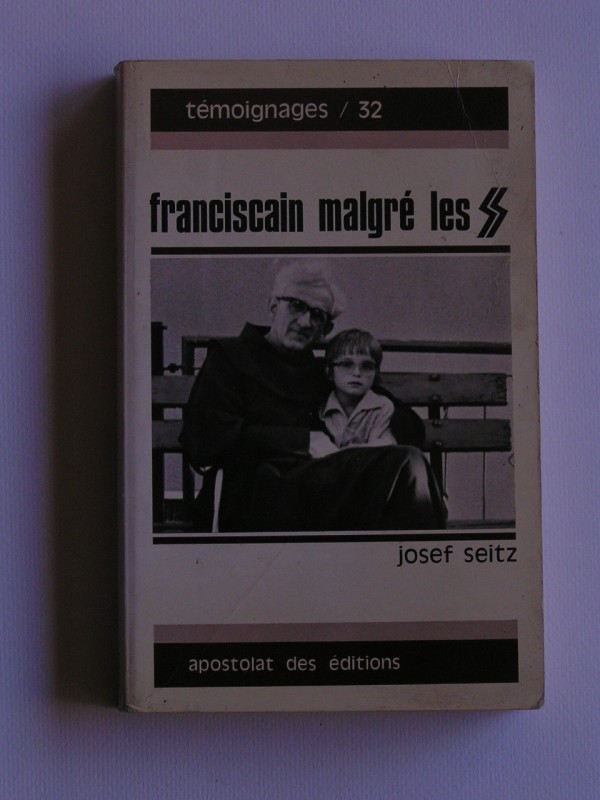 témoignages / 32
franciscain malgré les SS
josef seitz
apostolat des éditions